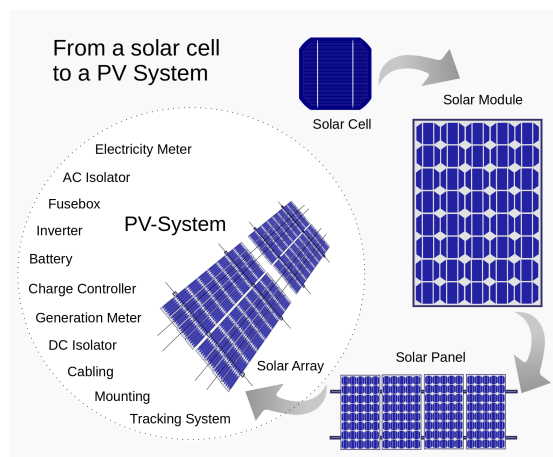 From a solar cell
to a PV System
Solar Cell
Solar Module
Electricity Meter
AC Isolator
Fusebox
PV-System
Inverter
Battery
Charge Controller
Generation Meter
DC Isolator
Solar Panel
Solar Array
Cabling
Mounting
Tracking System